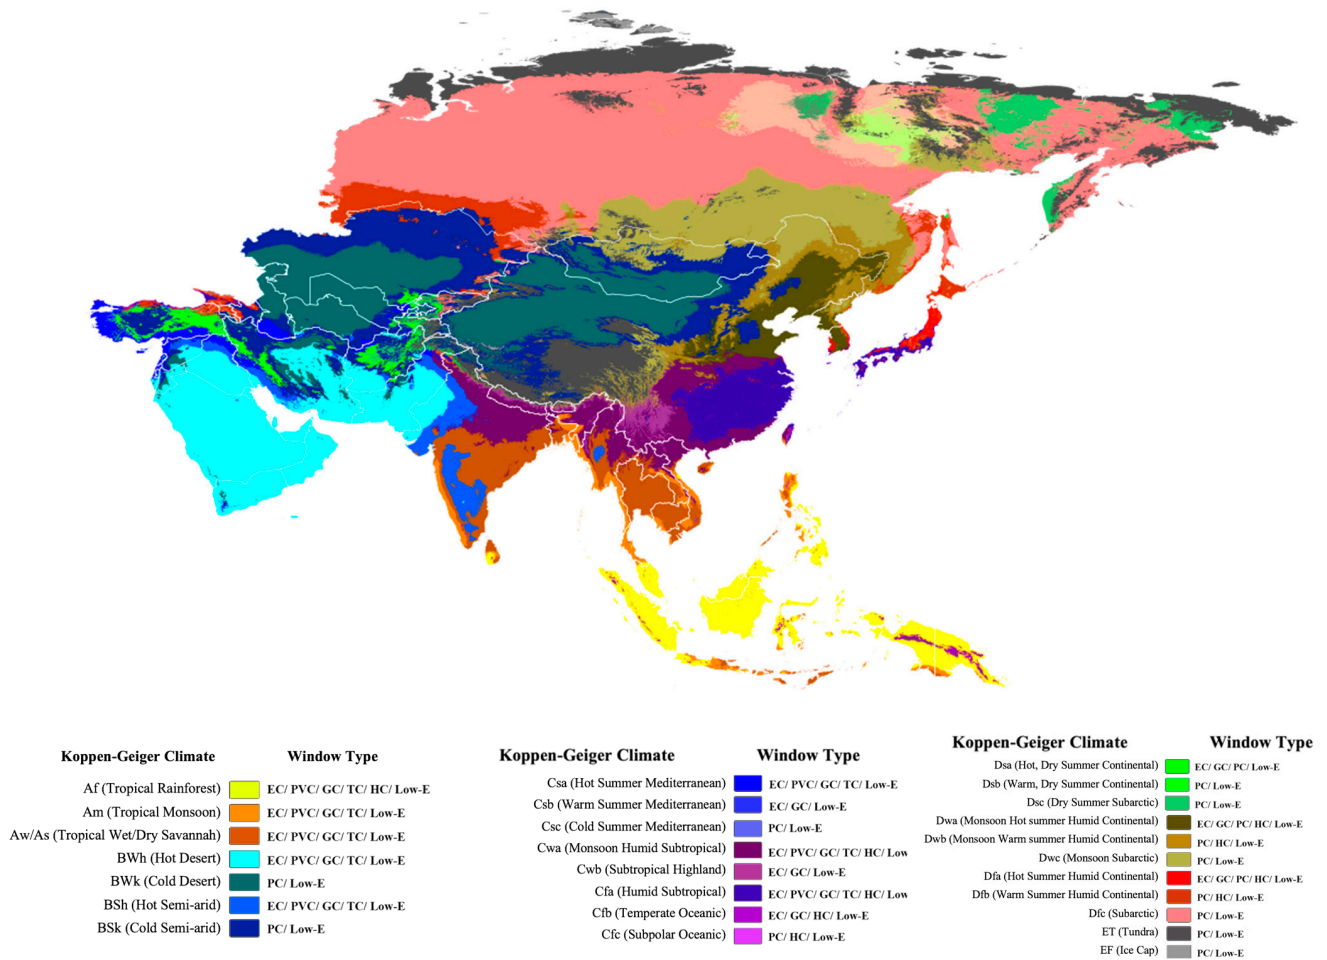 Koppen-Geiger Climate Window Type
Af (Tropical Rainforest) EC/ PVC/ GC/ TC/ HC/ Low-E
Am (Tropical Monsoon) EC/ PVC/ GC/ TC/ Low-E
Aw/As (Tropical Wet/Dry Savannah) EC/ PVC/ GC/ TC/ Low-E
BWh (Hot Desert) EC/ PVC/ GC/ TC/ Low-E
BWk (Cold Desert) PC/ Low-E
BSh (Hot Semi-arid) EC/ PVC/ GC/ TC/ Low-E
BSk (Cold Semi-arid) PC/ Low-E
Koppen-Geiger Climate Window Type
Csa (Hot Summer Mediterranean) EC/ PVC/ GC/ TC/ Low-E
Csb (Warm Summer Mediterranean) EC/ GC/ Low-E
Csc (Cold Summer Mediterranean) PC/ Low-E
Cwa (Monsoon Humid Subtropical) EC/ PVC/ GC/ TC/ HC/ Low
Cwb (Subtropical Highland) EC/ GC/ Low-E
Cfa (Humid Subtropical) EC/ PVC/ GC/ TC/ HC/ Low
Cfb (Temperate Oceanic) EC/ GC/ HC/ Low-E
Cfc (Subpolar Oceanic) PC/ HC/ Low-E
Koppen-Geiger Climate Window Type
Dsa (Hot, Dry Summer Continental) EC/ GC/ PC/ Low-E
Dsb (Warm, Dry Summer Continental) PC/ Low-E
Dsc (Dry Summer Subarctic) PC/ Low-E
Dwa (Monsoon Hot summer Humid Continental) EC/ GC/ PC/ HC/ Low-E
Dwb (Monsoon Warm summer Humid Continental) PC/ HC/ Low-E
Dwc (Monsoon Subarctic) PC/ Low-E
Dfa (Hot Summer Humid Continental) EC/ GC/ PC/ HC/ Low-E
Dfb (Warm Summer Humid Continental) PC/ HC/ Low-E
Dfc (Subarctic) PC/ Low-E
ET (Tundra) PC/ Low-E
EF (Ice Cap) PC/ Low-E